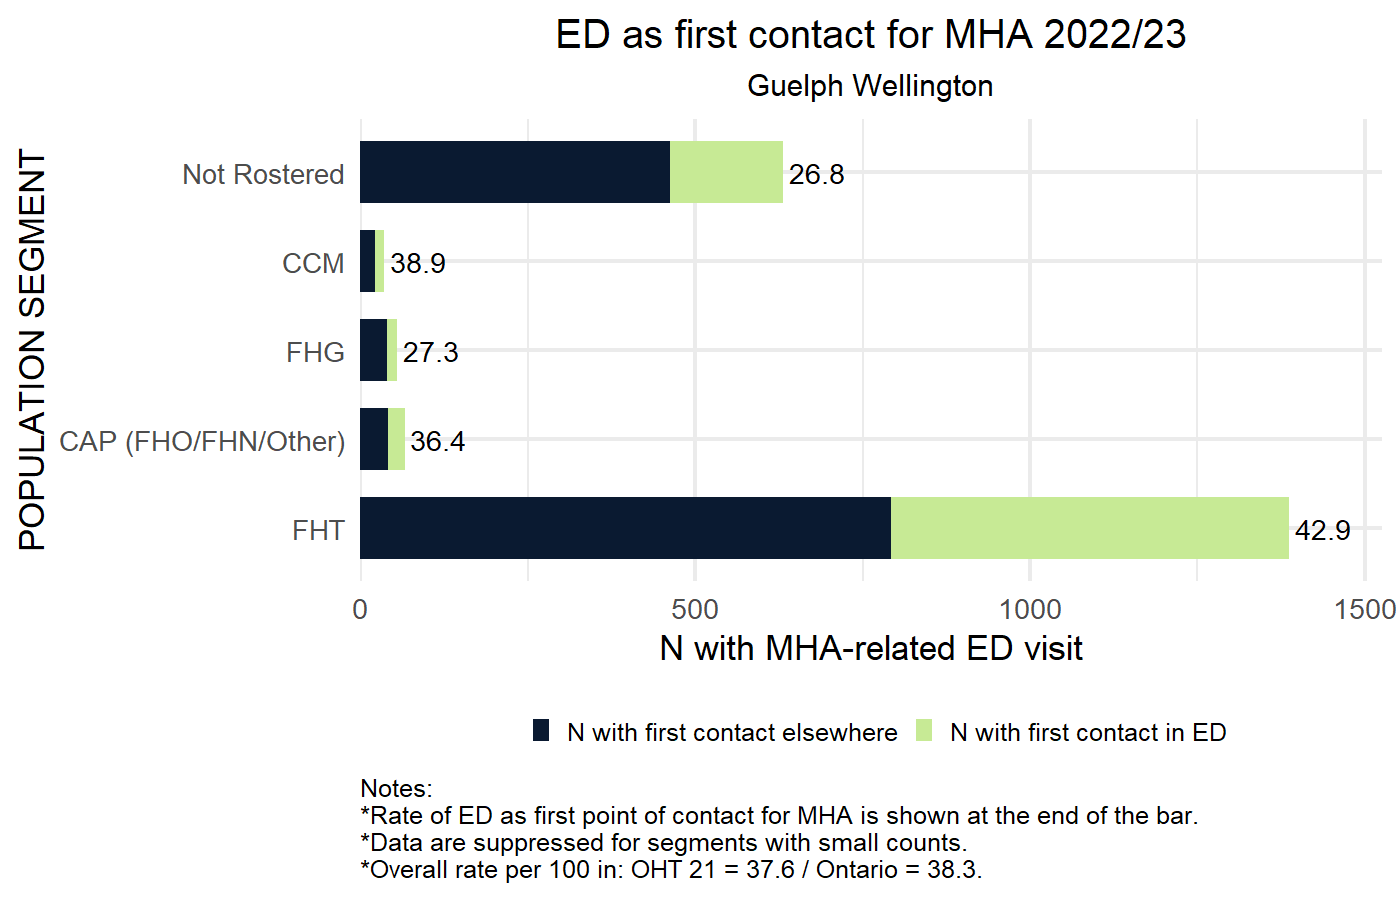 ED as first contact for MHA 2022/23
Guelph Wellington
POPULATION SEGMENT
Not Rostered
26.8
CCM
38.9
FHG
27.3
CAP (FHO/FHN/Other)
36.4
FHT
42.9
0 500 1000 1500
N with MHA-related ED visit
N with first contact elsewhere N with first contact in ED
Notes:
*Rate of ED as first point of contact for MHA is shown at the end of the bar.
*Data are suppressed for segments with small counts.
*Overall rate per 100 in: OHT 21 = 37.6 / Ontario = 38.3.